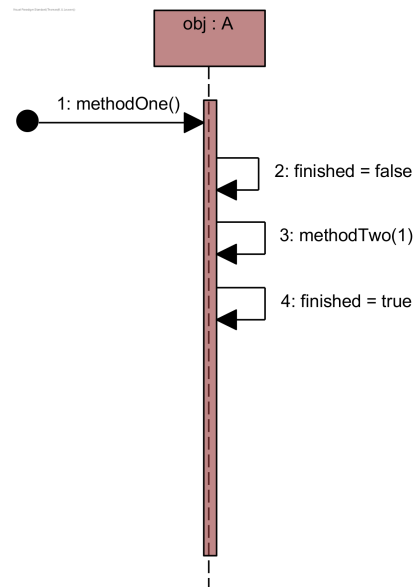 obj : A
1: methodOne()
2: finished = false
3: methodTwo(1)
4: finished = true